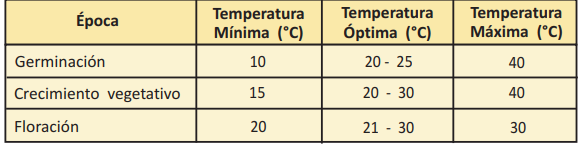 Época Temperatura Mínima (°C) Temperatura Óptima (°C) Temperatura Máxima (°C)
Germinación 10 20 - 25 40
Crecimiento vegetativo 15 20 - 30 40
Floración 20 21 - 30 30